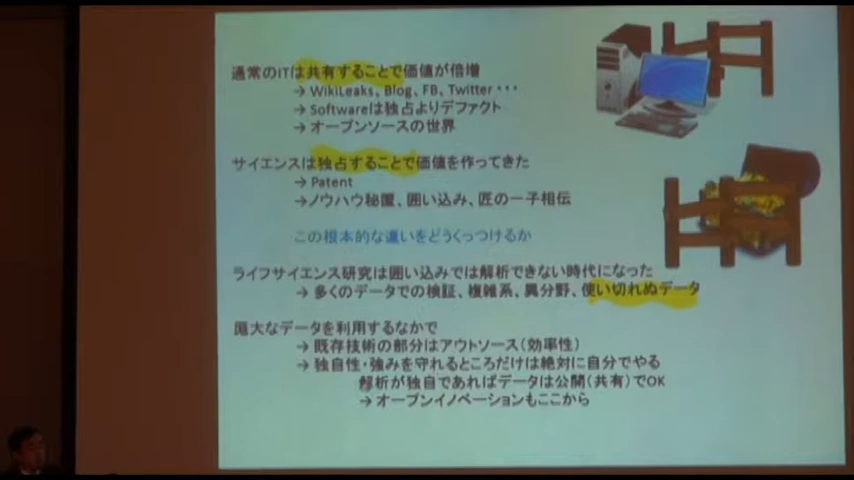 通常のITは共有することで価値が倍増
→ WikiLeaks、Blog、FB、Twitter・・・
→ Softwareは独占よりデファクト
→ オープンソースの世界
サイエンスは独占することで価値を作ってきた
→ Patent
→ノウハウ秘匿、囲い込み、匠の一子相伝
この根本的な違いをどうくっつけるか
ライフサイエンス研究は囲い込みでは解析できない時代になった
→ 多くのデータでの検証、複雑系、異分野、使い切れぬデータ
厖大なデータを利用するなかで
→ 既存技術の部分はアウトソース(効率性)
→ 独自性・強みを守れるところだけは絶対に自分でやる
解析が独自であればデータは公開(共有)でOK
→ オープンイノベーションもここから